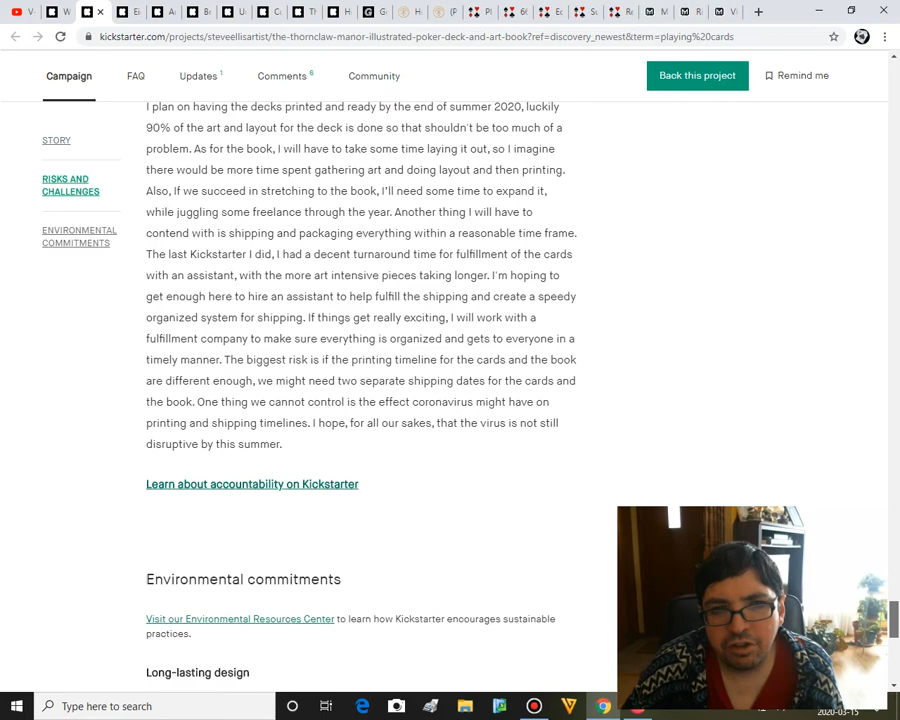 kickstarter.com/projects/steveellisartist/the-thornclaw-manor-illustrated-poker-deck-and-art-book?ref=discovery_newest&term=playing%20cards
Campaign FAQ Updates 1 Comments 6 Community Back this project Remind me
I plan on having the decks printed and ready by the end of summer 2020, luckily
90% of the art and layout for the deck is done so that shouldn't be too much of a
problem. As for the book, I will have to take some time laying it out, so I imagine
there would be more time spent gathering art and doing layout and then printing.
Also, If we succeed in stretching to the book, I'll need some time to expand it,
while juggling some freelance through the year. Another thing I will have to
contend with is shipping and packaging everything within a reasonable time frame.
The last Kickstarter I did, I had a decent turnaround time for fulfillment of the cards
with an assistant, with the more art intensive pieces taking longer. I'm hoping to
get enough here to hire an assistant to help fulfill the shipping and create a speedy
organized system for shipping. If things get really exciting, I will work with a
fulfillment company to make sure everything is organized and gets to everyone in a
timely manner. The biggest risk is if the printing timeline for the cards and the book
are different enough, we might need two separate shipping dates for the cards and
the book. One thing we cannot control is the effect coronavirus might have on
printing and shipping timelines. I hope, for all our sakes, that the virus is not still
disruptive by this summer.
STORY
RISKS AND
CHALLENGES
ENVIRONMENTAL
COMMITMENTS
Learn about accountability on Kickstarter
Environmental commitments
Visit our Environmental Resources Center to learn how Kickstarter encourages sustainable
practices.
Long-lasting design
Type here to search
2020-03-15